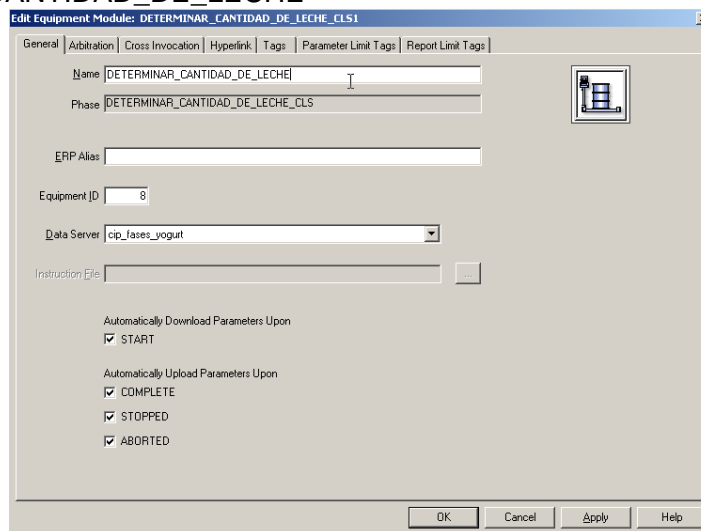 CANTIDAD_DE_LECHE
Edit Equipment Module: DETERMINAR_CANTIDAD_DE_LECHE_CLS1
General Arbitration Cross Invocation Hyperlink Tags Parameter Limit Tags Report Limit Tags
Name DETERMINAR_CANTIDAD_DE_LECHE
Phase DETERMINAR_CANTIDAD_DE_LECHE_CLS
ERP Alias
Equipment ID 8
Data Server cip_fases_yogurt
Instruction File ...
Automatically Download Parameters Upon
START
Automatically Upload Parameters Upon
COMPLETE
STOPPED
ABORTED
OK Cancel Apply Help